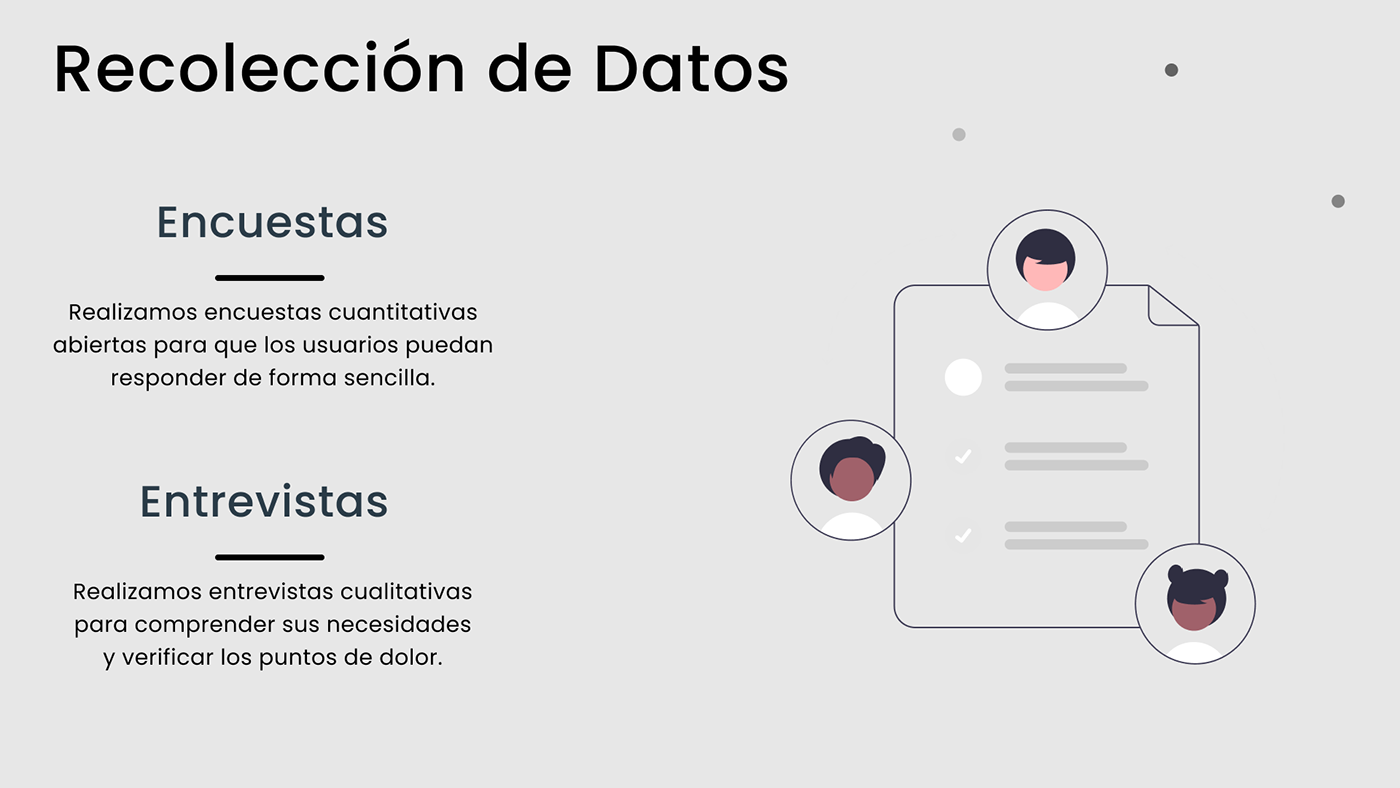 Recolección de Datos
Encuestas
Realizamos encuestas cuantitativas
abiertas para que los usuarios puedan
responder de forma sencilla.
Entrevistas
Realizamos entrevistas cualitativas
para comprender sus necesidades
y verificar los puntos de dolor.